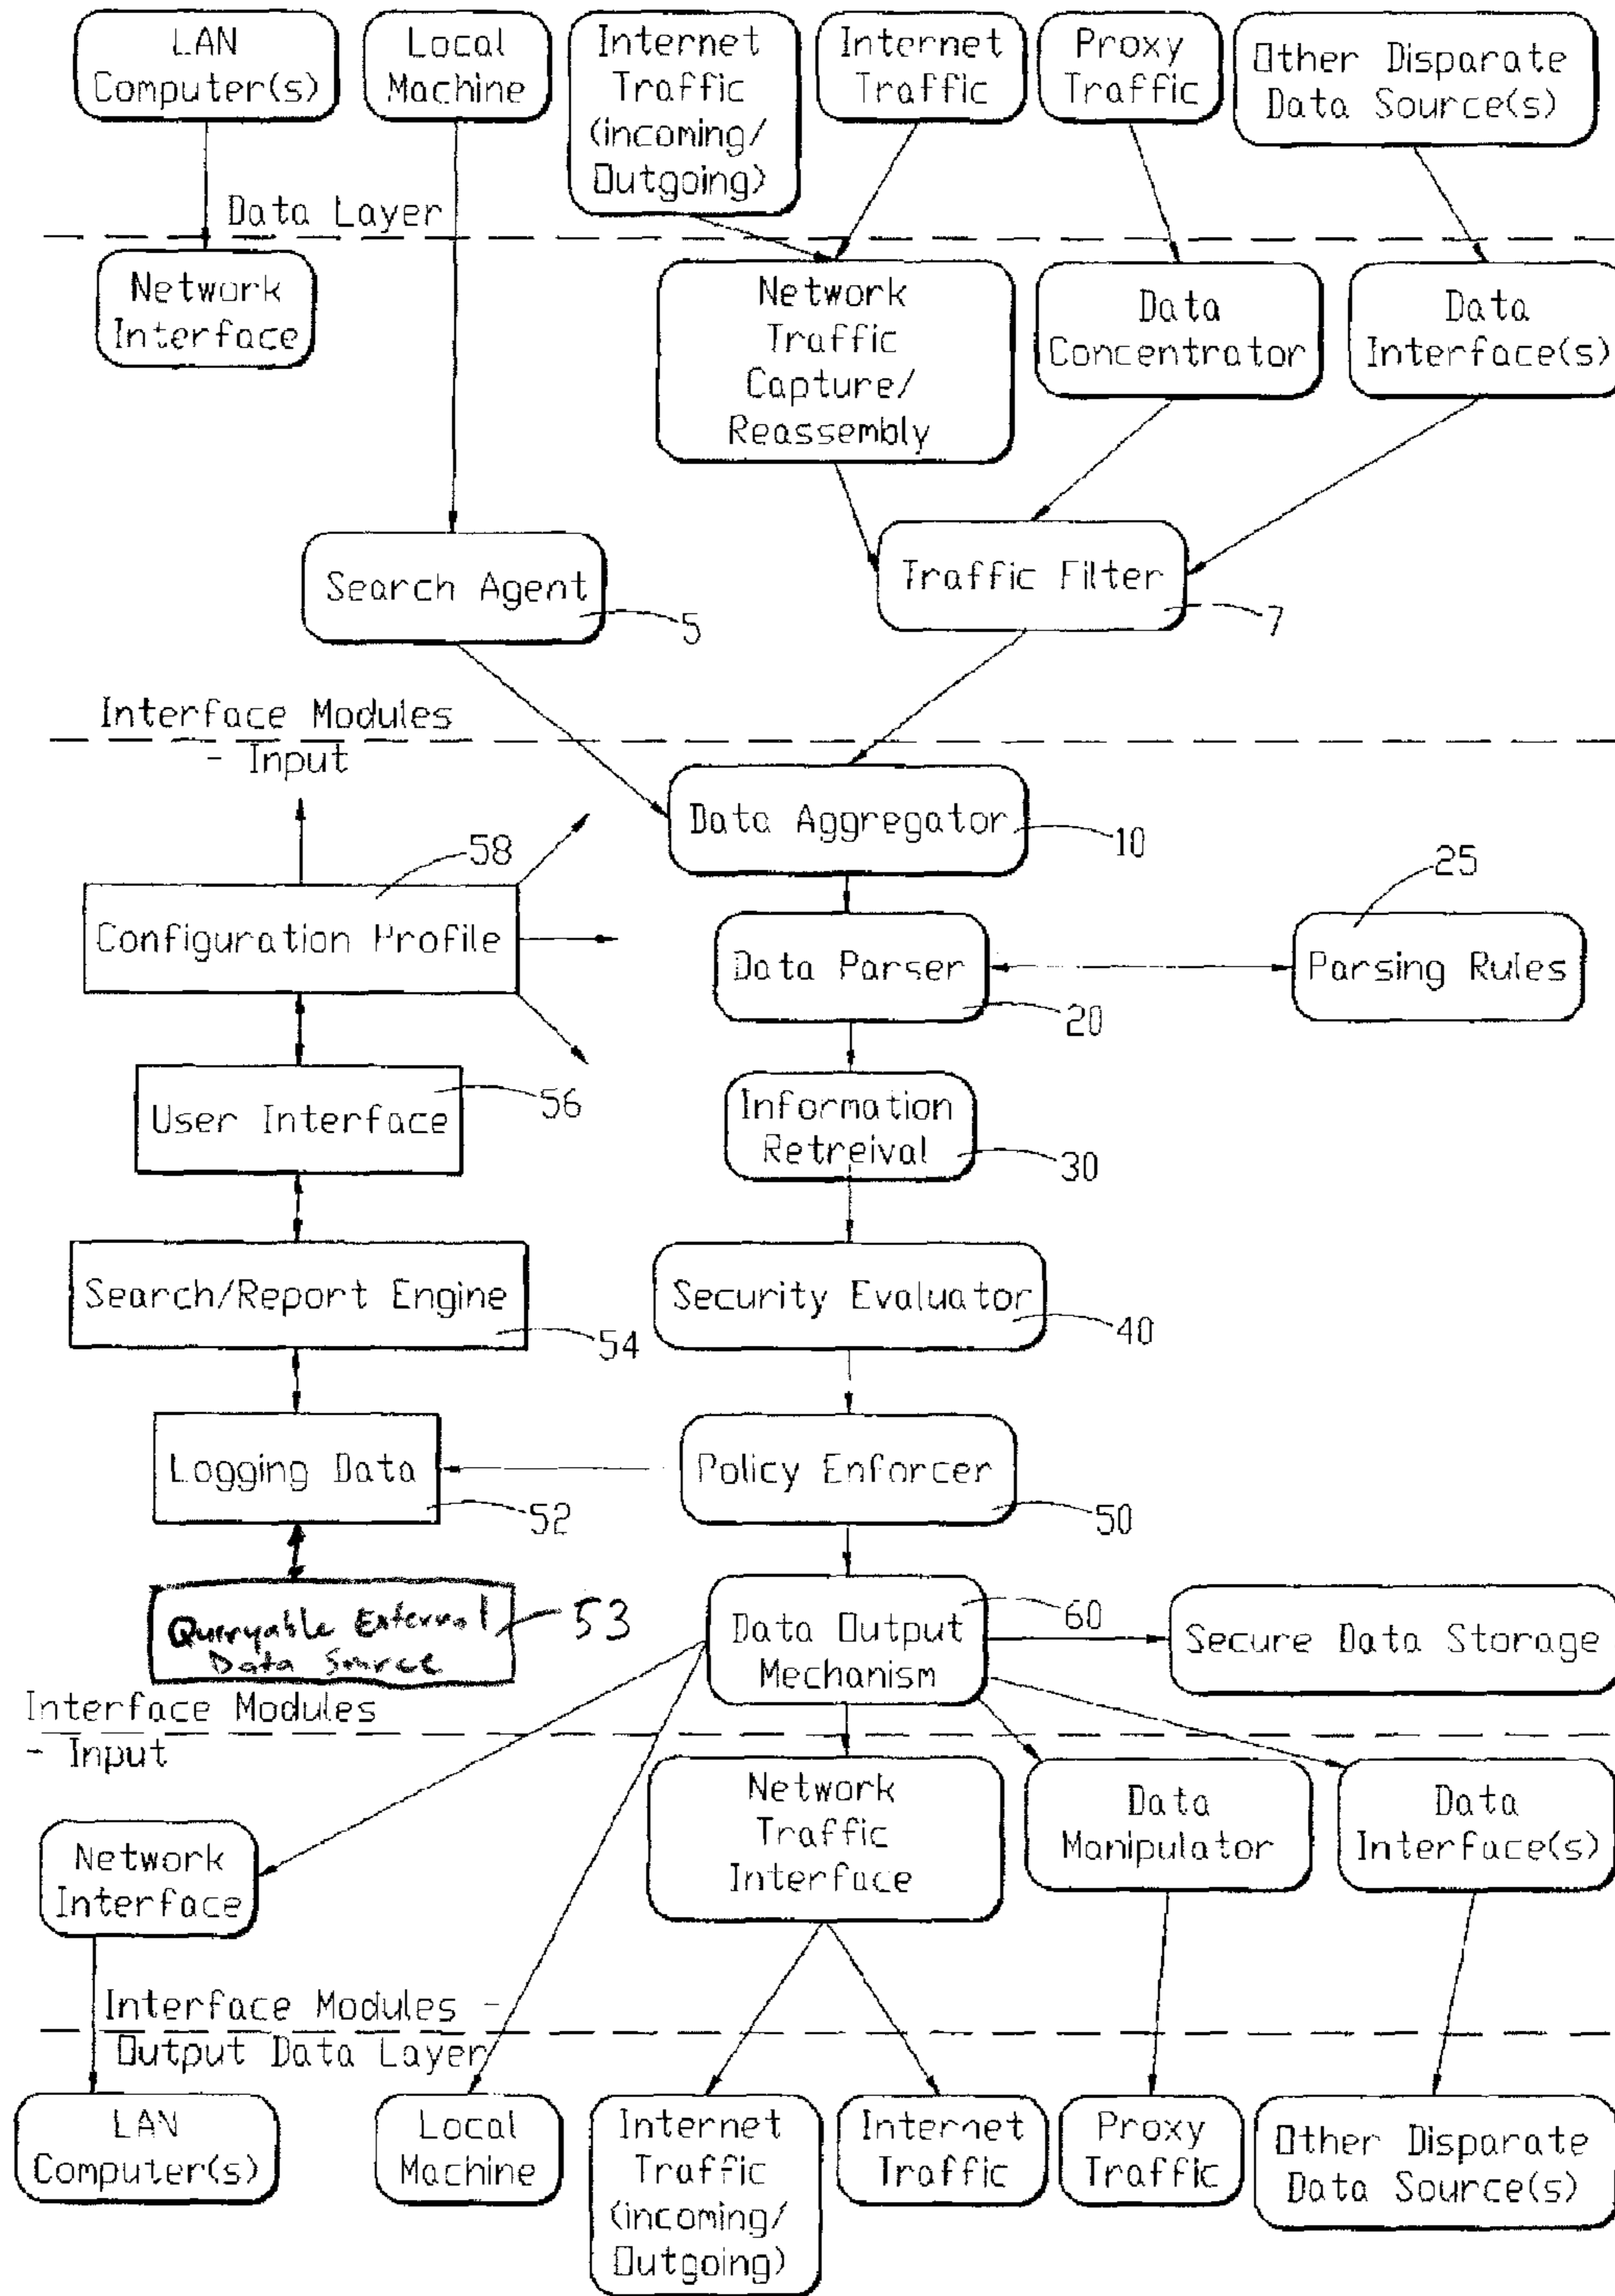 LAN
Computer(s)
Local
Machine
Internet
Traffic
(incoming/
Outgoing)
Internet
Traffic
Proxy
Traffic
Other Disparate
Data Source(s)
Data Layer
Network
Interface
Network
Traffic
Capture/
Reassembly
Data
Concentrator
Data
Interface(s)
Search Agent
5
Traffic Filter
7
Interface Modules
- Input
Data Aggregator
10
58
Configuration Profile
25
Data Parser
20
Parsing Rules
User Interface
56
Information
Retreival
30
Search/Report Engine
54
Security Evaluator
40
Logging Data
52
Policy Enforcer
50
Queryable External
Data Source
53
Data Output
Mechanism
60
Secure Data Storage
Interface Modules
- Input
Network
Interface
Network
Traffic
Interface
Data
Manipulator
Data
Interface(s)
Interface Modules -
Output Data Layer
LAN
Computer(s)
Local
Machine
Internet
Traffic
(incoming/
Outgoing)
Internet
Traffic
Proxy
Traffic
Other Disparate
Data Source(s)